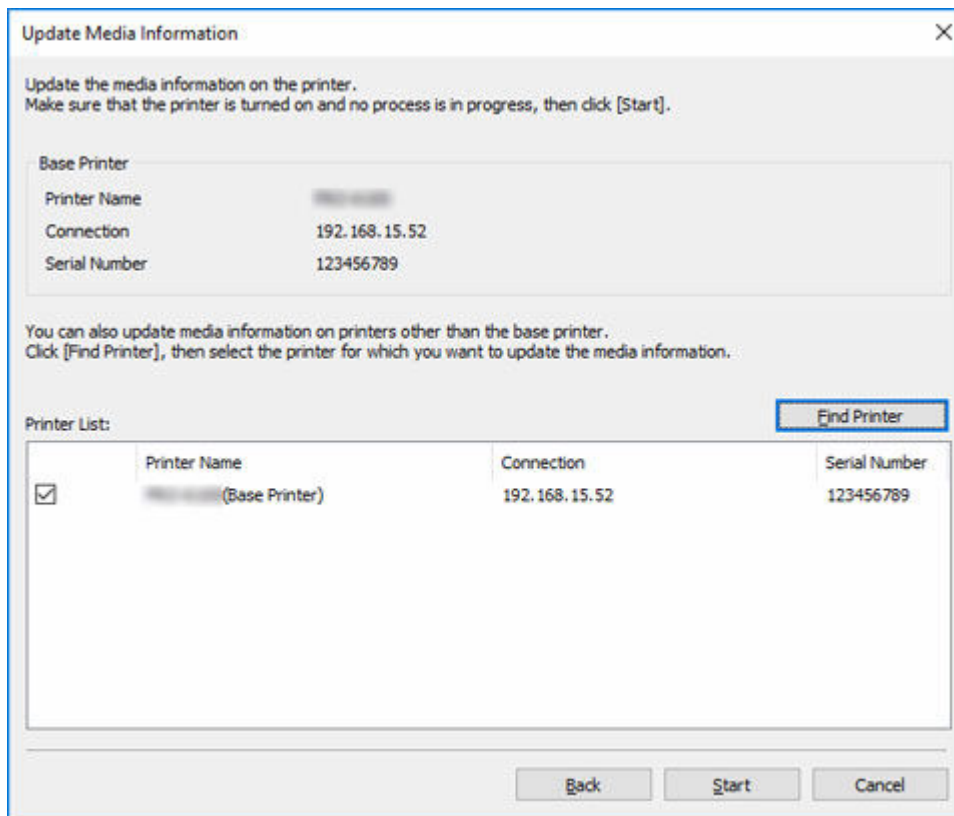 Update Media Information
Update the media information on the printer.
Make sure that the printer is turned on and no process is in progress, then click [Start].
Base Printer
Printer Name
Connection 192.168.15.52
Serial Number 123456789
You can also update media information on printers other than the base printer.
Click [Find Printer], then select the printer for which you want to update the media information.
Find Printer
Printer List:
Printer Name Connection Serial Number
(Base Printer) 192.168.15.52 123456789
Back Start Cancel